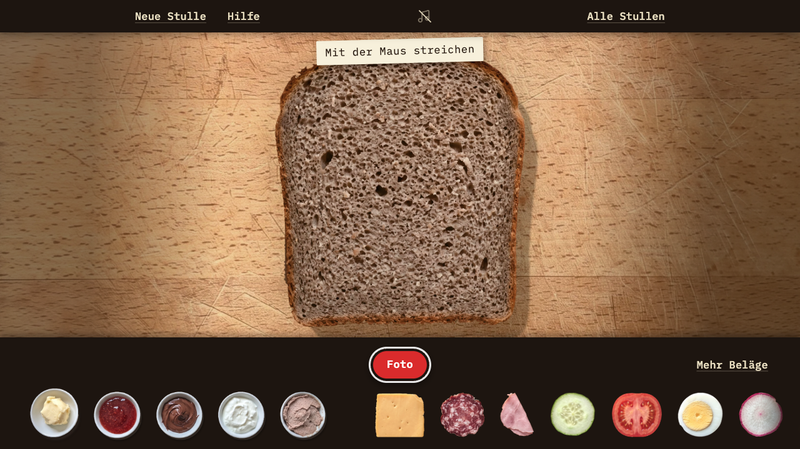 Neue Stulle
Hilfe
Alle Stullen
Mit der Maus streichen
Foto
Mehr Beläge